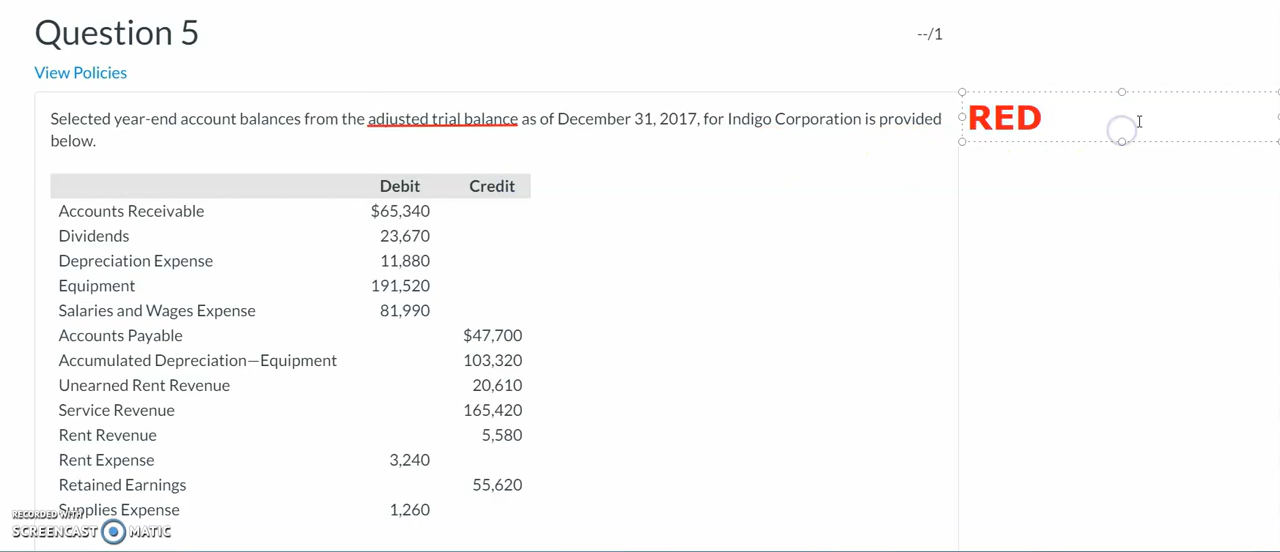 Question 5
--/1
View Policies
Selected year-end account balances from the adjusted trial balance as of December 31, 2017, for Indigo Corporation is provided
below.
RED
Debit Credit
Accounts Receivable $65,340
Dividends 23,670
Depreciation Expense 11,880
Equipment 191,520
Salaries and Wages Expense 81,990
Accounts Payable $47,700
Accumulated Depreciation—Equipment 103,320
Unearned Rent Revenue 20,610
Service Revenue 165,420
Rent Revenue 5,580
Rent Expense 3,240
Retained Earnings 55,620
Supplies Expense 1,260
RECORDED WITH
SCREENCAST MATIC